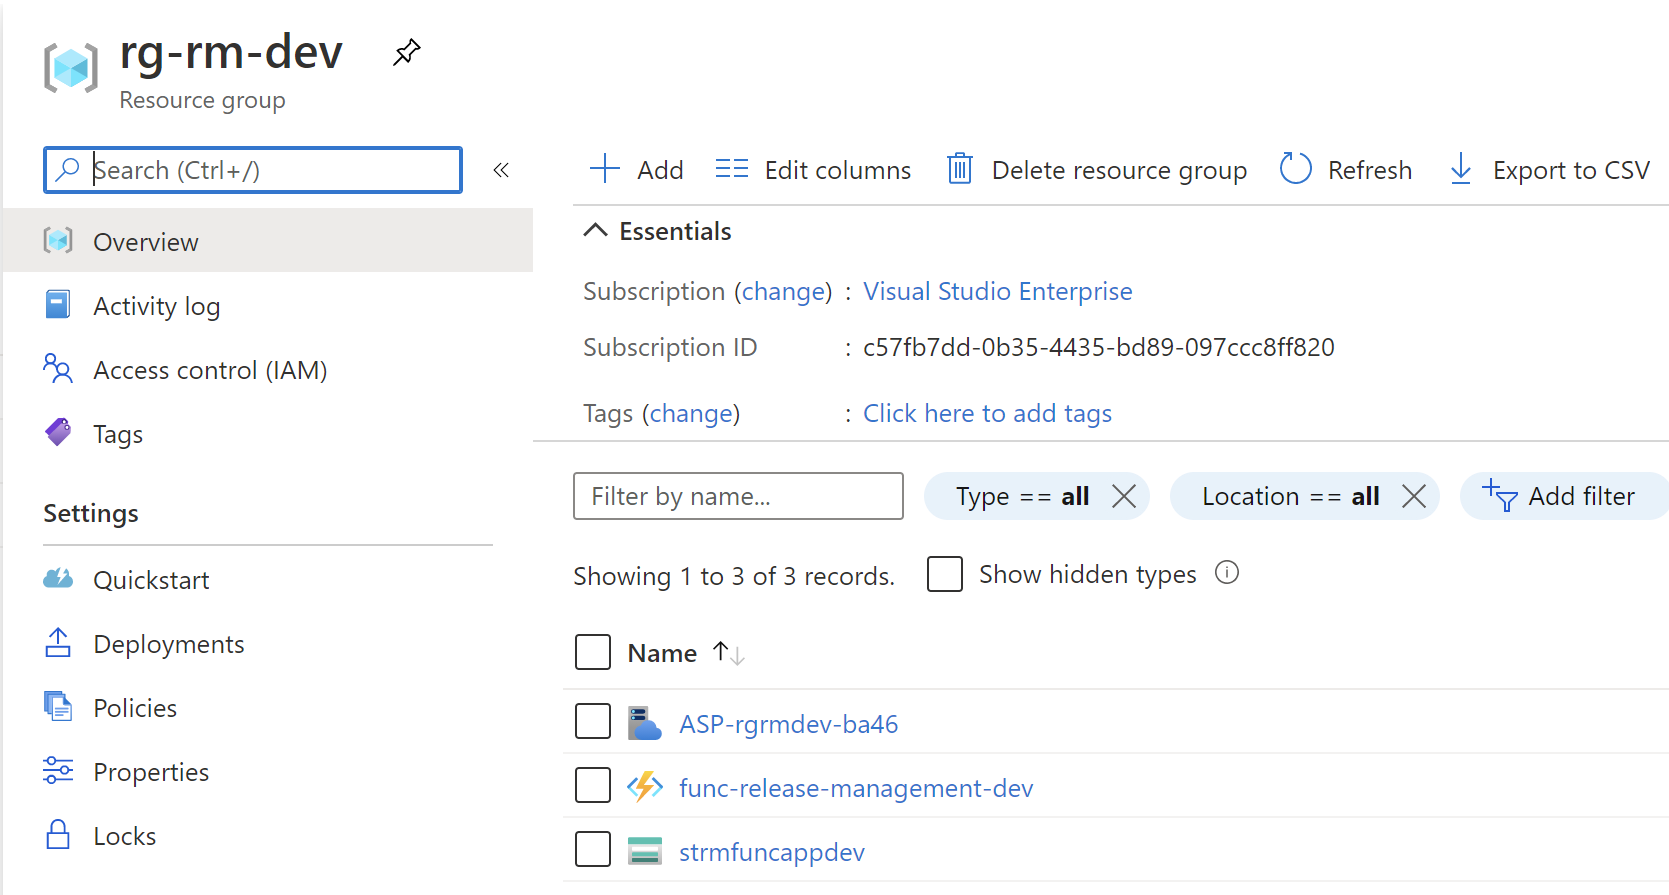 rg-rm-dev
Resource group
Search (Ctrl+/)
«
Overview
Activity log
Access control (IAM)
Tags
Settings
Quickstart
Deployments
Policies
Properties
Locks
Add
Edit columns
Delete resource group
Refresh
Export to CSV
Essentials
Subscription (change) : Visual Studio Enterprise
Subscription ID : c57fb7dd-0b35-4435-bd89-097ccc8ff820
Tags (change) : Click here to add tags
Filter by name...
Type == all
Location == all
Add filter
Showing 1 to 3 of 3 records.
Show hidden types
Name ↑↓
ASP-rgrmdev-ba46
func-release-management-dev
strmfuncappdev